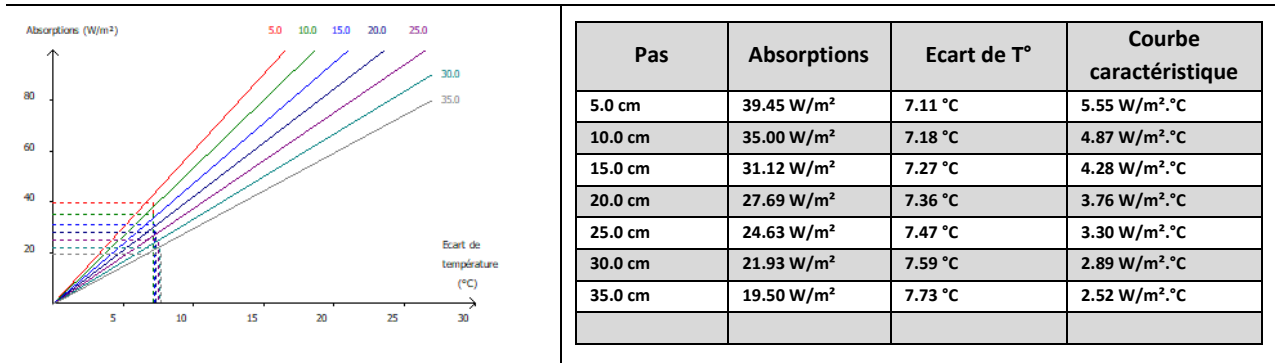 Absorptions (W/m²)
5.0 10.0 15.0 20.0 25.0
30.0
35.0
80
60
40
20
Ecart de
température
(°C)
5 10 15 20 25 30
Pas Absorptions Ecart de T° Courbe caractéristique
5.0 cm 39.45 W/m² 7.11 °C 5.55 W/m².°C
10.0 cm 35.00 W/m² 7.18 °C 4.87 W/m².°C
15.0 cm 31.12 W/m² 7.27 °C 4.28 W/m².°C
20.0 cm 27.69 W/m² 7.36 °C 3.76 W/m².°C
25.0 cm 24.63 W/m² 7.47 °C 3.30 W/m².°C
30.0 cm 21.93 W/m² 7.59 °C 2.89 W/m².°C
35.0 cm 19.50 W/m² 7.73 °C 2.52 W/m².°C